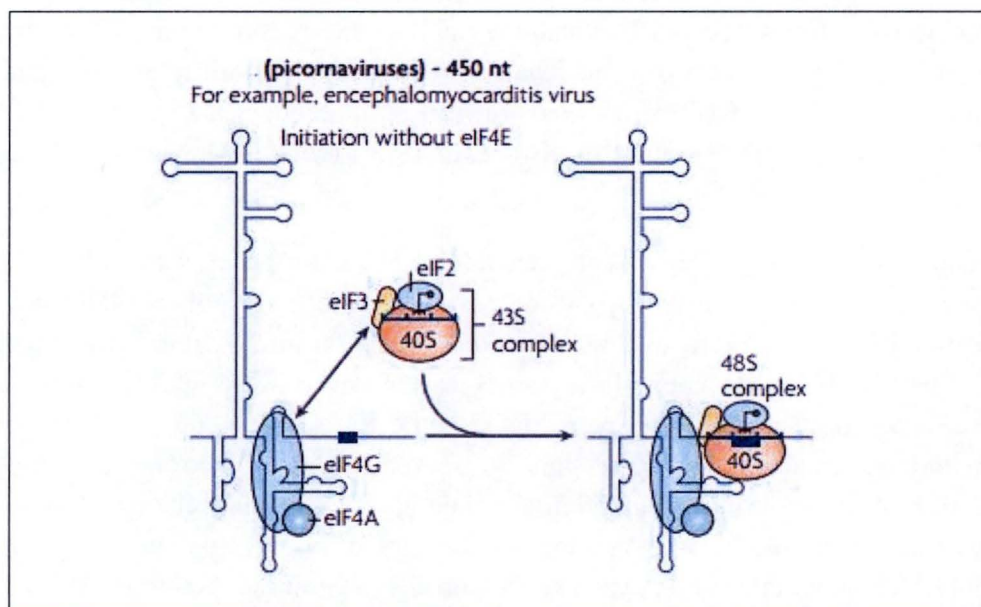 (picornaviruses) - 450 nt
For example, encephalomyocarditis virus
Initiation without eIF4E
eIF2
eIF3
40S
43S
complex
48S
complex
40S
eIF4G
eIF4A